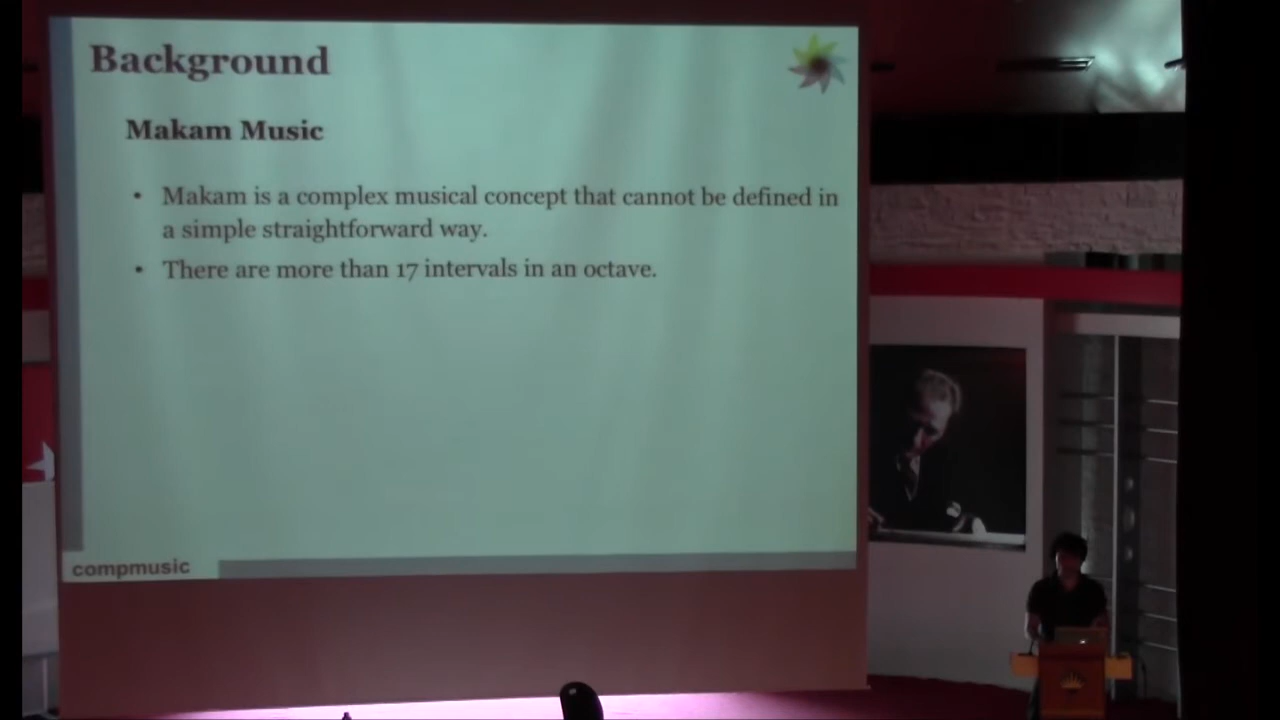 Background
Makam Music
• Makam is a complex musical concept that cannot be defined in
a simple straightforward way.
• There are more than 17 intervals in an octave.
compmusic